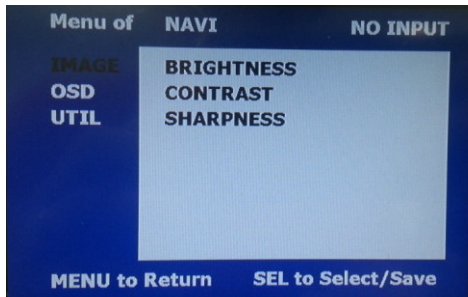 Menu of NAVI NO INPUT
IMAGE BRIGHTNESS
OSD CONTRAST
UTIL SHARPNESS
MENU to Return SEL to Select/Save